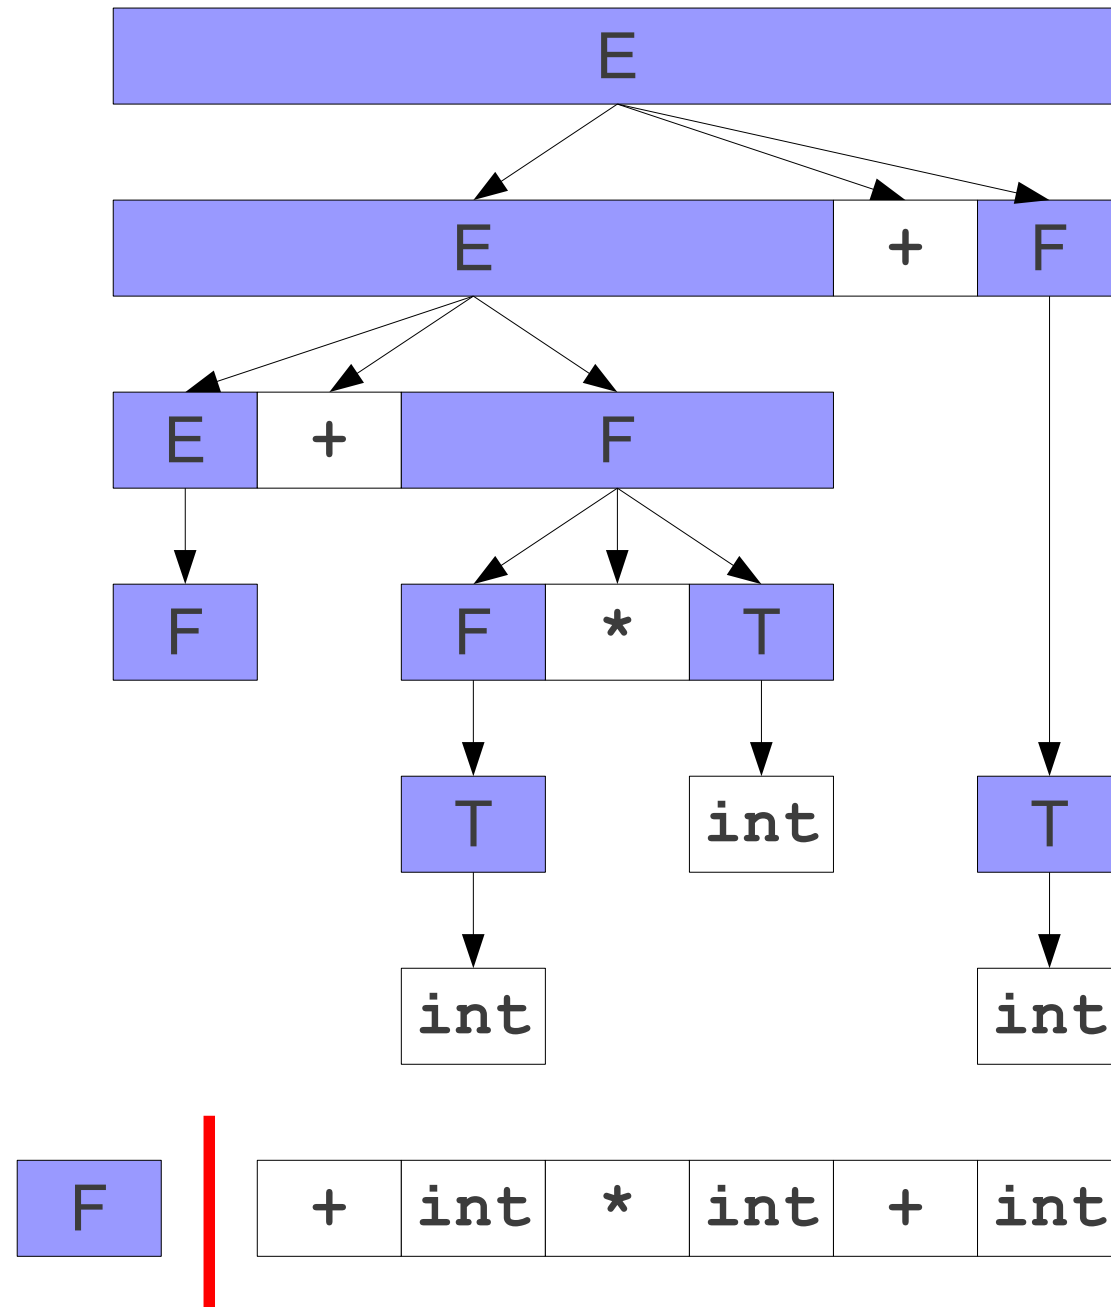 E
E + F
E + F
F F * T
T int T
int int
F + int * int + int